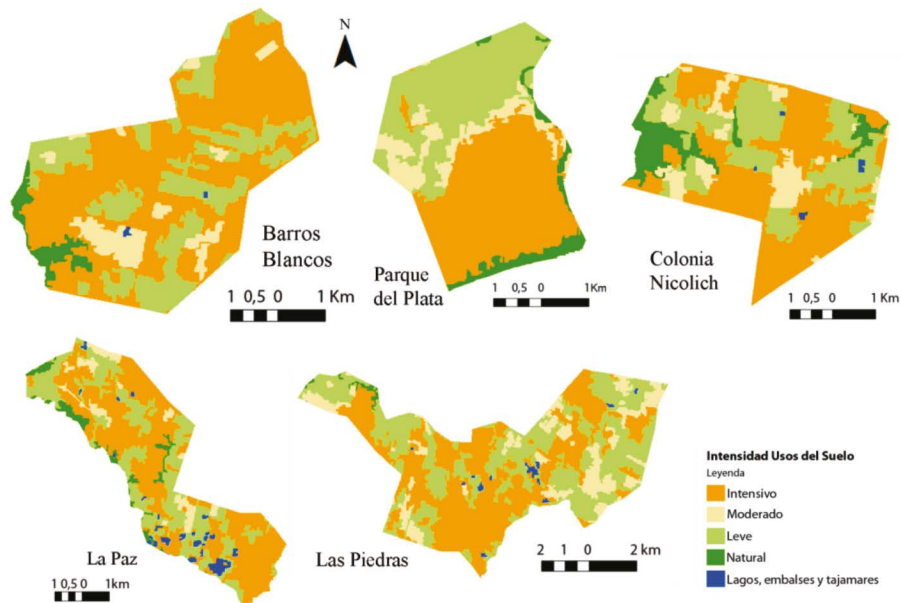 N
Barros
Blancos
1 0,5 0 1 Km
Parque
del Plata
1 0,5 0 1Km
Colonia
Nicolich
1 0,5 0 1 Km
La Paz
1 0,5 0 1km
Las Piedras
2 1 0 2 km
Intensidad Usos del Suelo
Leyenda
Intensivo
Moderado
Leve
Natural
Lagos, embalses y tajamares